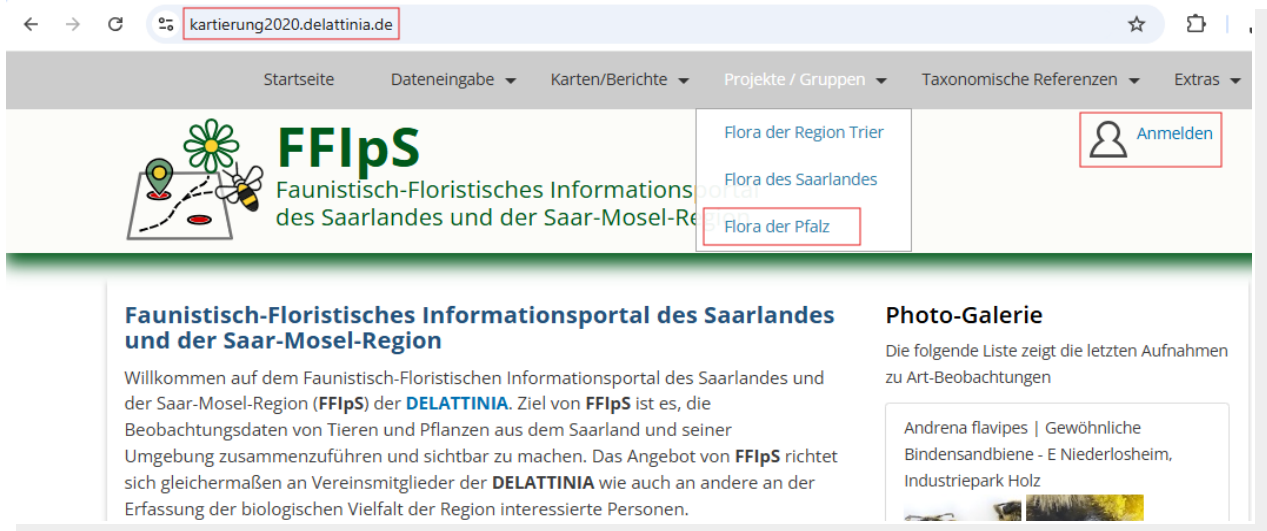 kartierung2020.delattinia.de
Startseite Dateneingabe Karten/Berichte Projekte / Gruppen Taxonomische Referenzen Extras
Flora der Region Trier
Flora des Saarlandes
Flora der Pfalz
Anmelden
FFIpS
Faunistisch-Floristisches Informationsportal
des Saarlandes und der Saar-Mosel-Region
Faunistisch-Floristisches Informationsportal des Saarlandes
und der Saar-Mosel-Region
Willkommen auf dem Faunistisch-Floristischen Informationsportal des Saarlandes und
der Saar-Mosel-Region (FFIpS) der DELATTINIA. Ziel von FFIpS ist es, die
Beobachtungsdaten von Tieren und Pflanzen aus dem Saarland und seiner
Umgebung zusammenzuführen und sichtbar zu machen. Das Angebot von FFIpS richtet
sich gleichermaßen an Vereinsmitglieder der DELATTINIA wie auch an andere an der
Erfassung der biologischen Vielfalt der Region interessierte Personen.
Photo-Galerie
Die folgende Liste zeigt die letzten Aufnahmen
zu Art-Beobachtungen
Andrena flavipes | Gewöhnliche
Bindensandbiene - E Niederlosheim,
Industriepark Holz